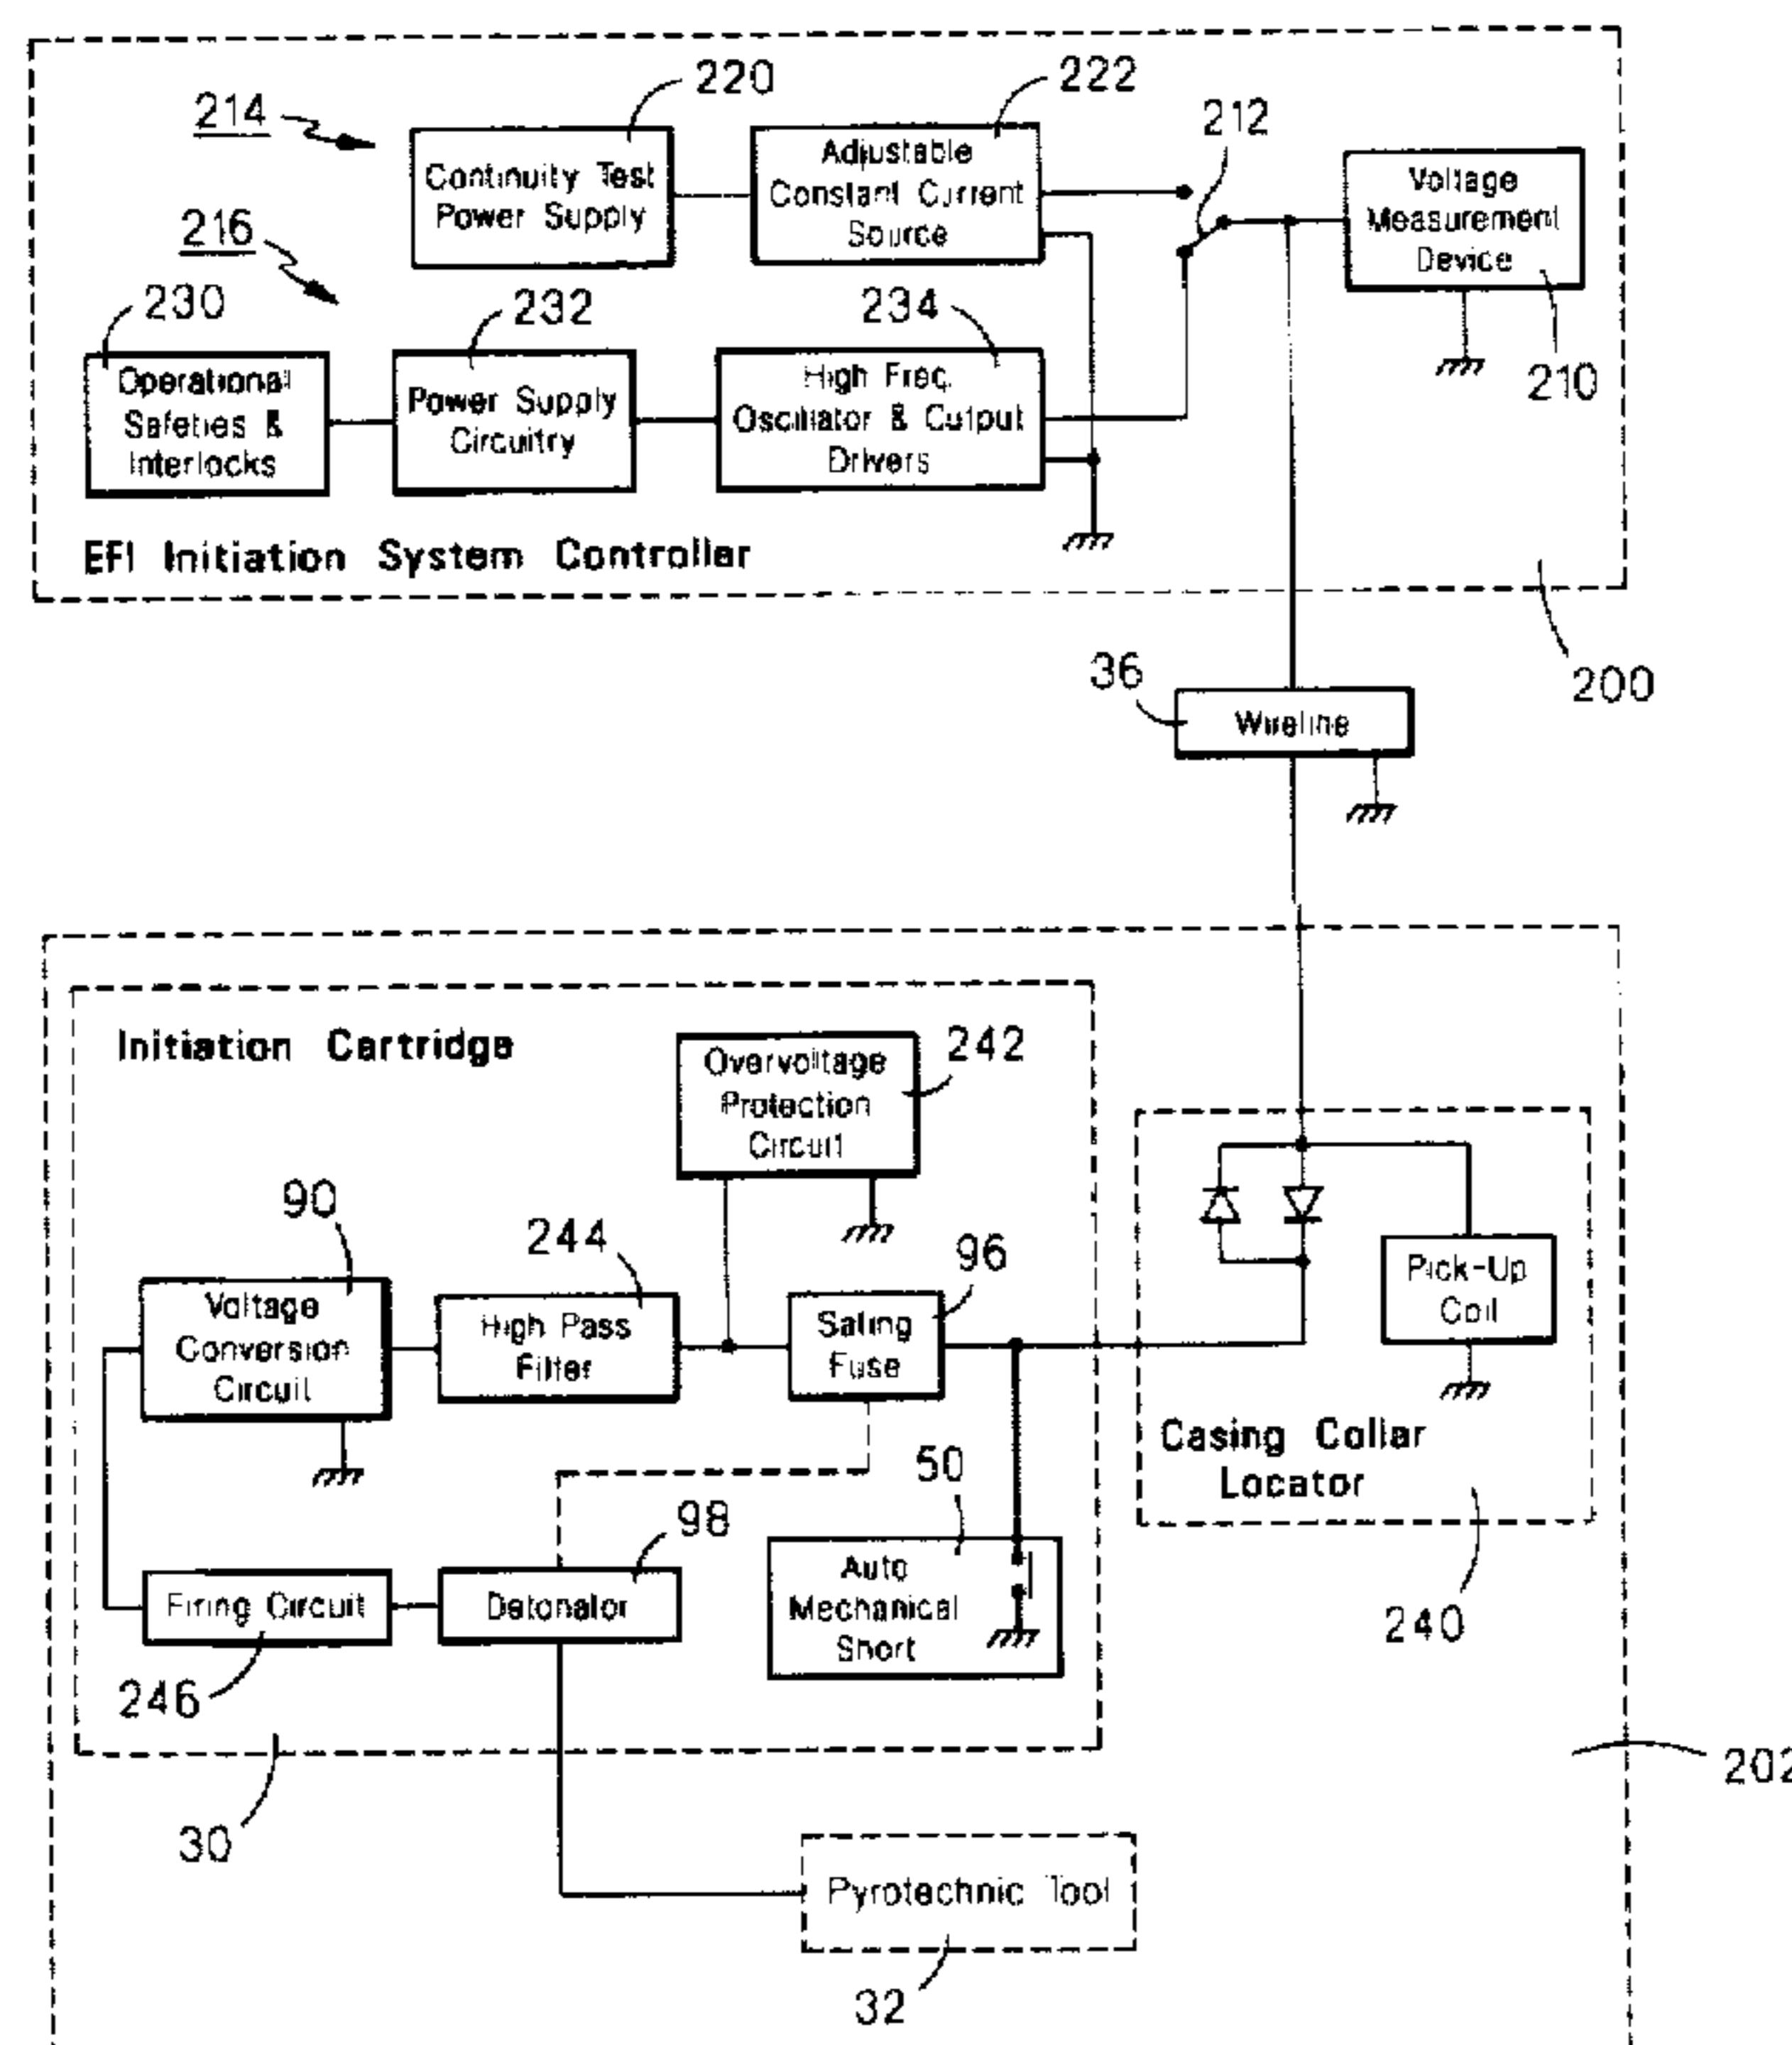 214
220
Continuity Test
Power Supply
222
Adjustable
Constant Current
Source
212
Voltage
Measurement
Device
210
216
230
Operational
Safeties &
Interlocks
232
Power Supply
Circuitry
234
High Freq.
Oscillator & Output
Drivers
EFI Initiation System Controller
200
36
Wireline
Initiation Cartridge
Overvoltage
Protection
Circuit
242
90
Voltage
Conversion
Circuit
244
High Pass
Filter
96
Safing
Fuse
Pick-Up
Coil
Casing Collar
Locator
240
50
Auto
Mechanical
Short
98
Detonator
Firing Circuit
246
30
202
Pyrotechnic Tool
32